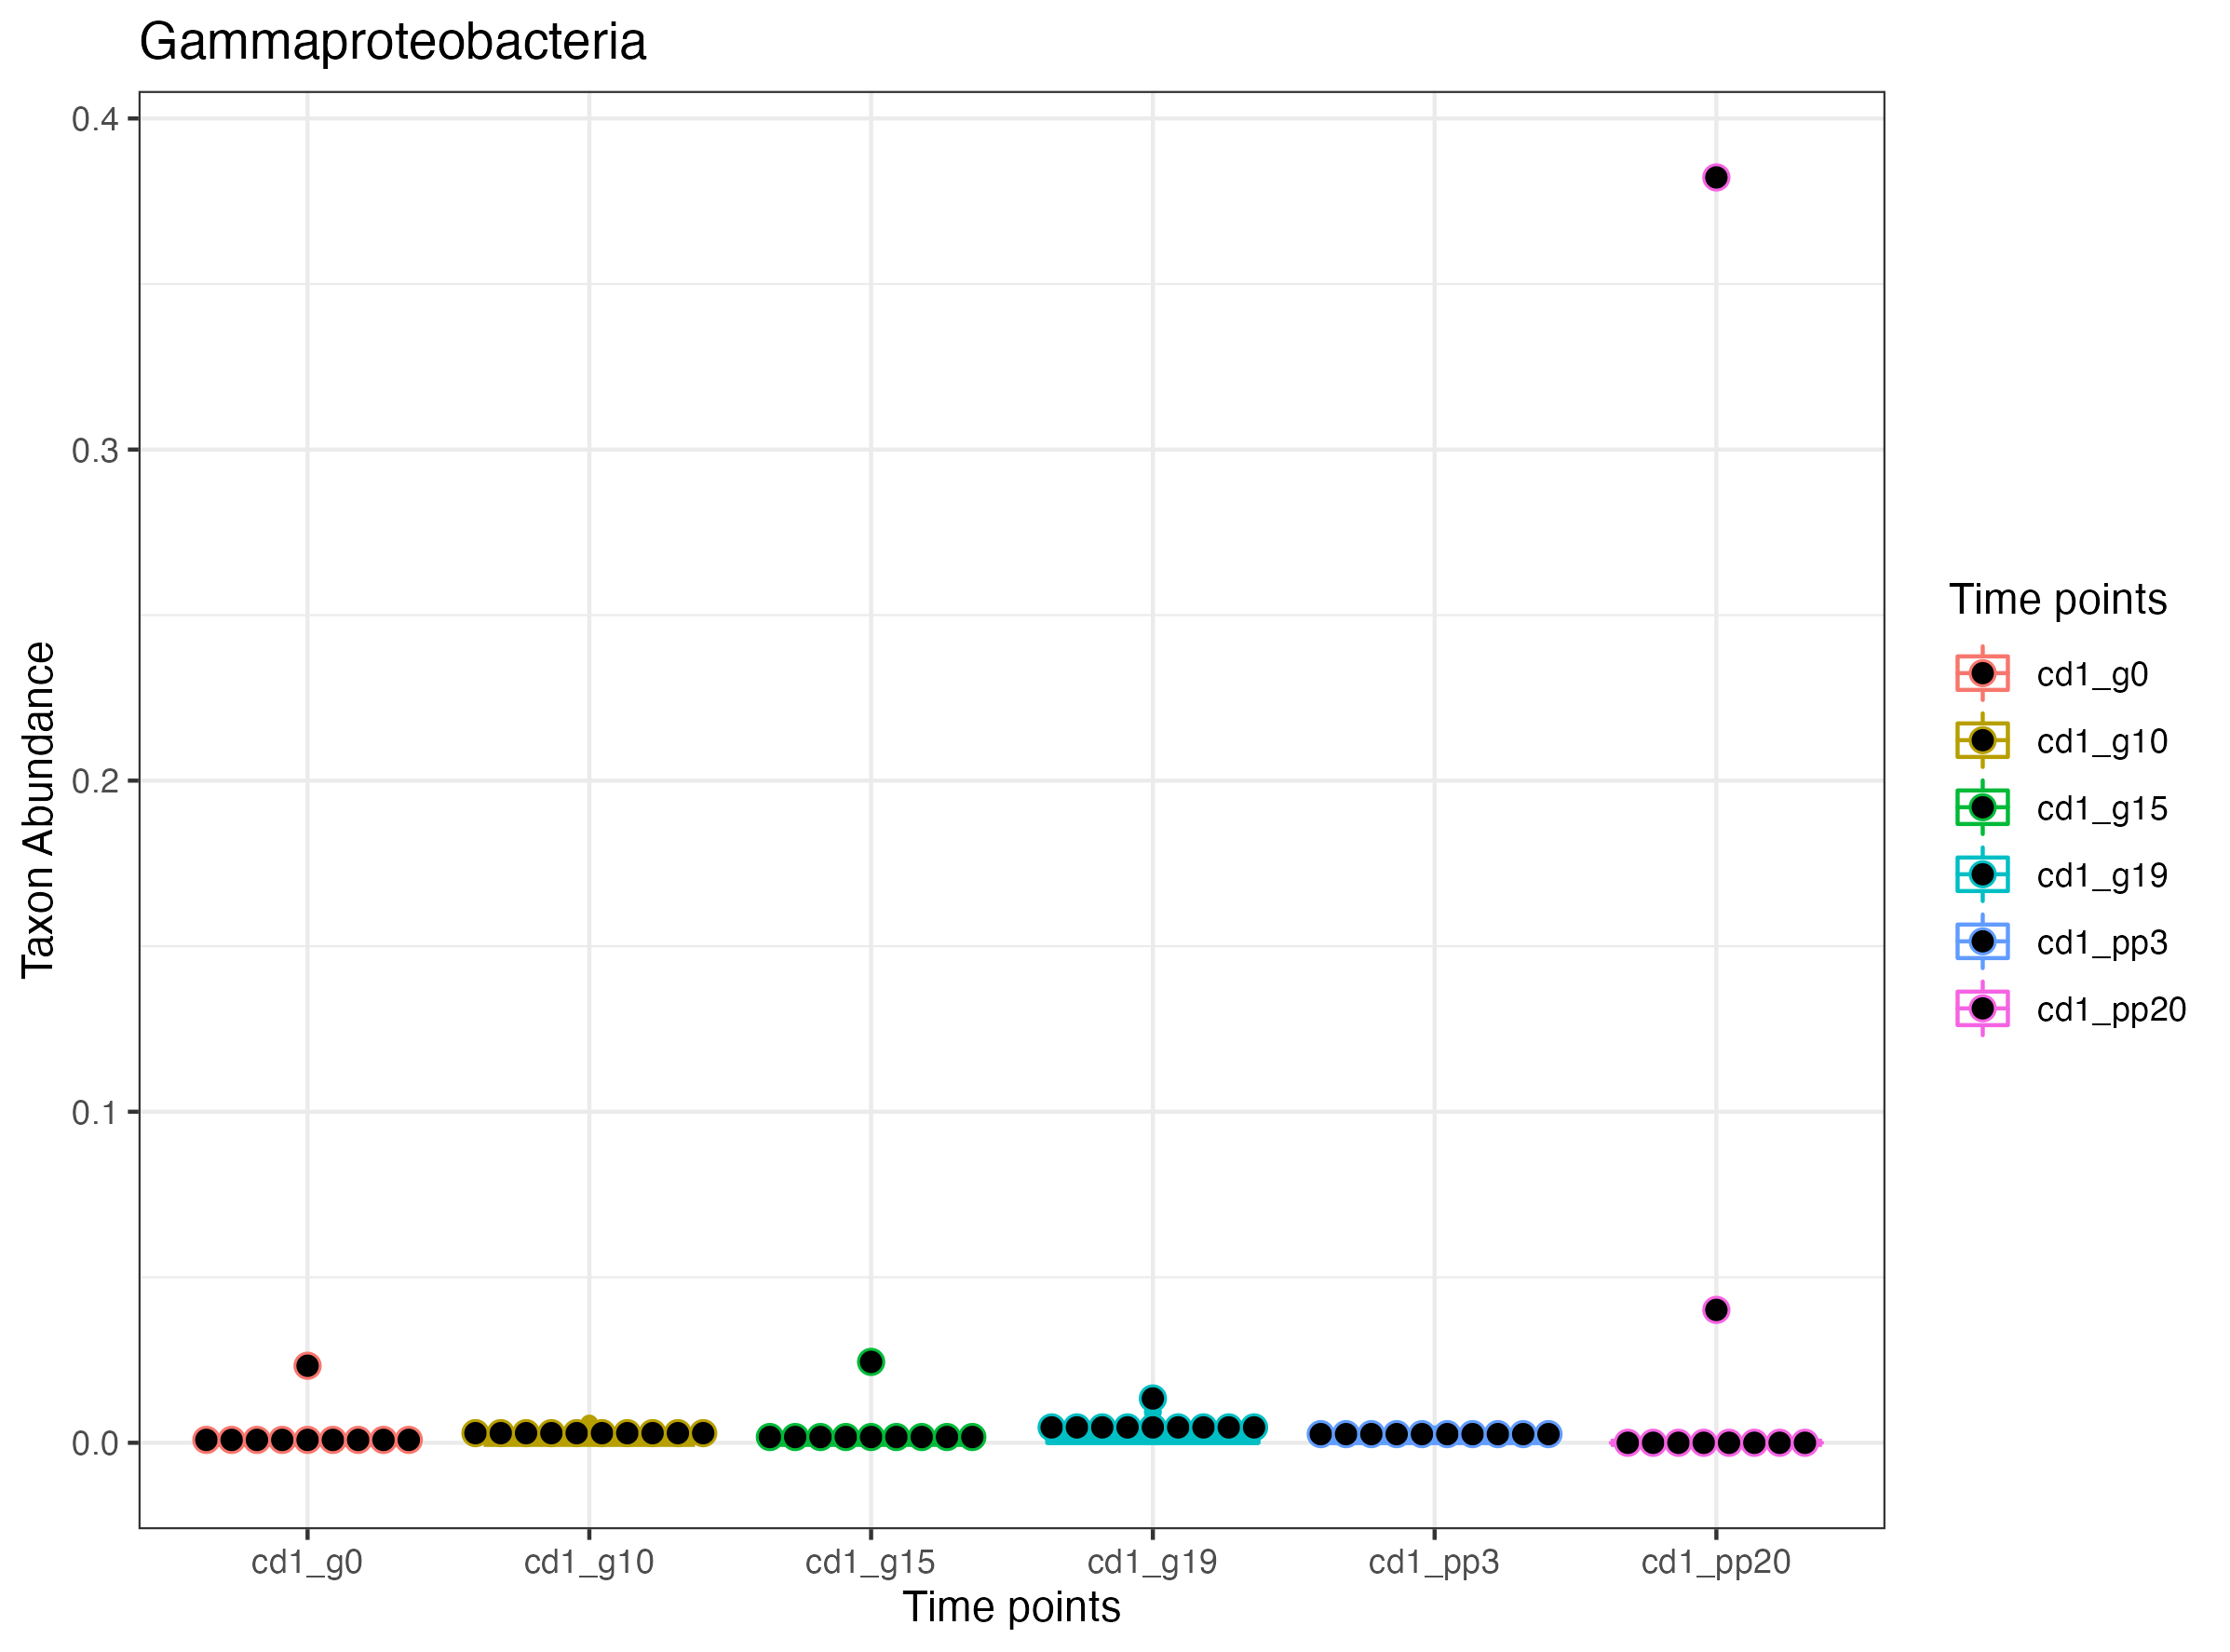 Gammaproteobacteria
Taxon Abundance
0.4
0.3
0.2
0.1
0.0
cd1_g0 cd1_g10 cd1_g15 cd1_g19 cd1_pp3 cd1_pp20
Time points
Time points
cd1_g0
cd1_g10
cd1_g15
cd1_g19
cd1_pp3
cd1_pp20